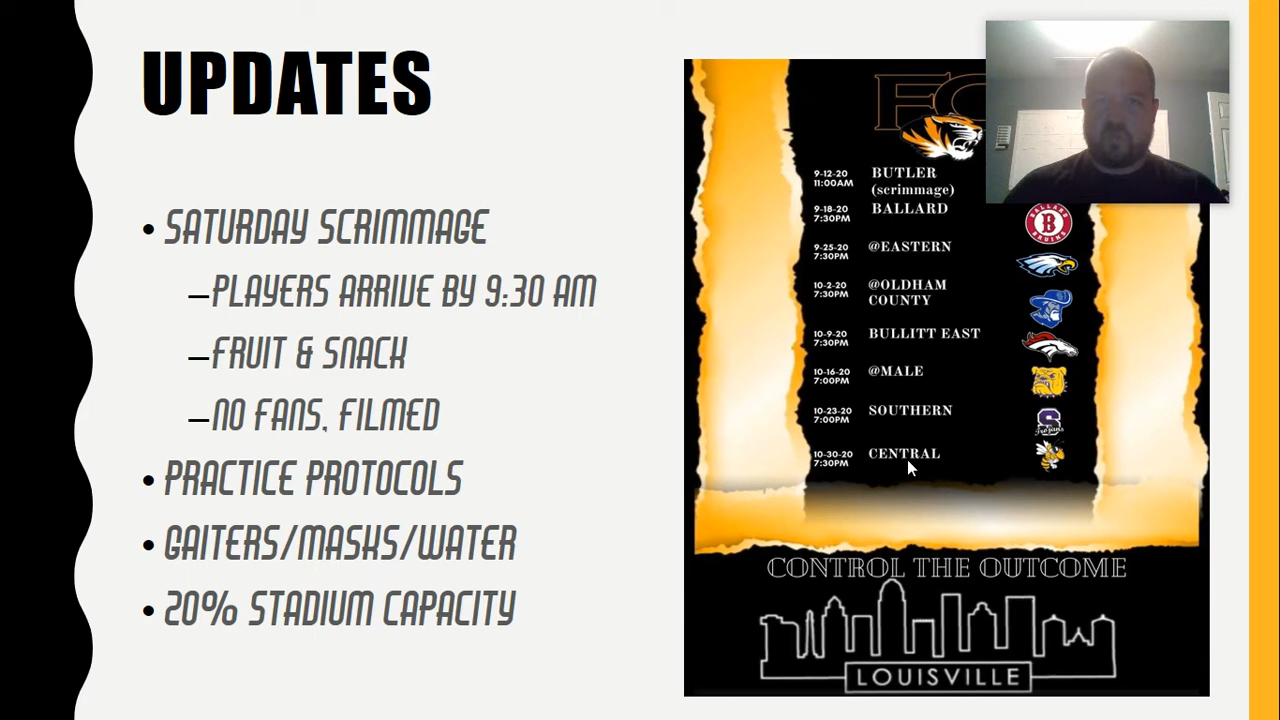 UPDATES
• SATURDAY SCRIMMAGE
–PLAYERS ARRIVE BY 9:30 AM
–FRUIT & SNACK
–NO FANS, FILMED
• PRACTICE PROTOCOLS
• GAITERS/MASKS/WATER
• 20% STADIUM CAPACITY
FC
9-12-20 BUTLER
11:00AM (scrimmage)
9-18-20 BALLARD
7:30PM
BALLARD
B
BRUINS
9-25-20 @EASTERN
7:30PM
10-2-20 @OLDHAM
7:30PM COUNTY
10-9-20 BULLITT EAST
7:30PM
10-16-20 @MALE
7:00PM
10-23-20 SOUTHERN
7:00PM
S
Trojans
10-30-20 CENTRAL
7:30PM
CONTROL THE OUTCOME
LOUISVILLE